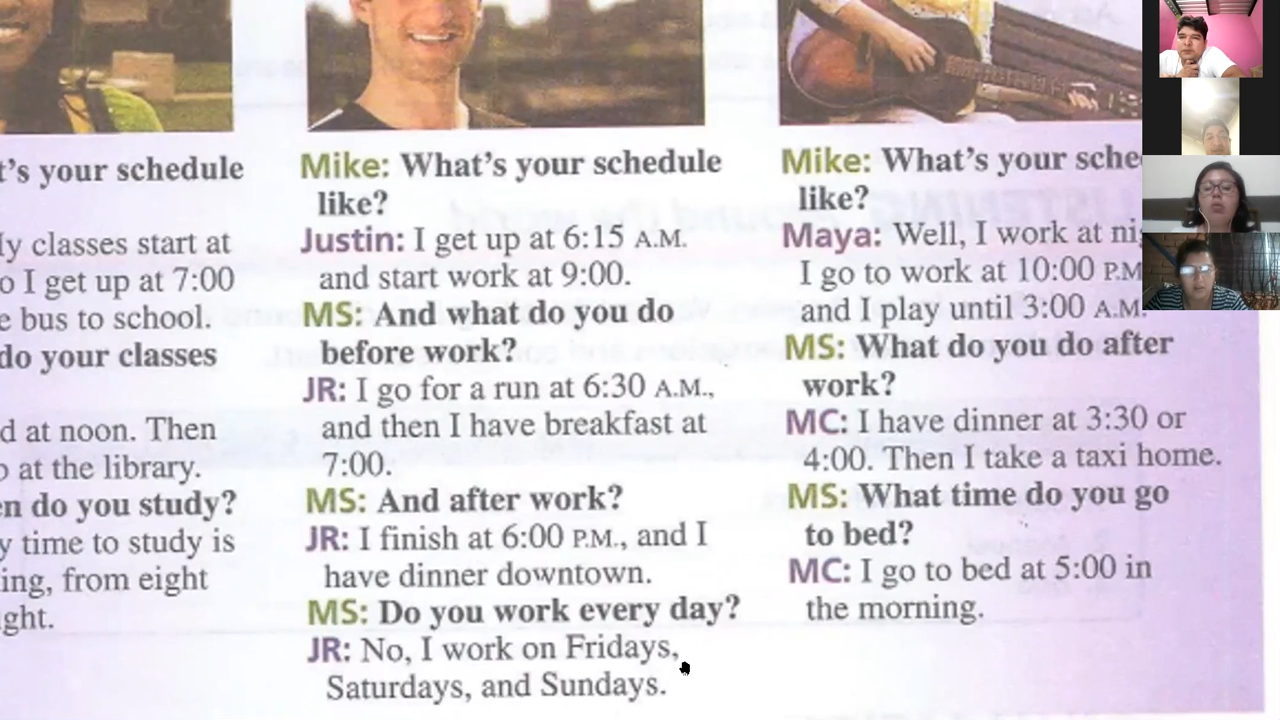 t's your schedule
y classes start at
o I get up at 7:00
e bus to school.
do your classes
d at noon. Then
o at the library.
en do you study?
y time to study is
ing, from eight
ght.
Mike: What's your schedule
like?
Justin: I get up at 6:15 A.M.
and start work at 9:00.
MS: And what do you do
before work?
JR: I go for a run at 6:30 A.M.,
and then I have breakfast at
7:00.
MS: And after work?
JR: I finish at 6:00 P.M., and I
have dinner downtown.
MS: Do you work every day?
JR: No, I work on Fridays,
Saturdays, and Sundays.
Mike: What's your sche
like?
Maya: Well, I work at nig
I go to work at 10:00 P.M
and I play until 3:00 A.M.
MS: What do you do after
work?
MC: I have dinner at 3:30 or
4:00. Then I take a taxi home.
MS: What time do you go
to bed?
MC: I go to bed at 5:00 in
the morning.
LISTENING Around the world